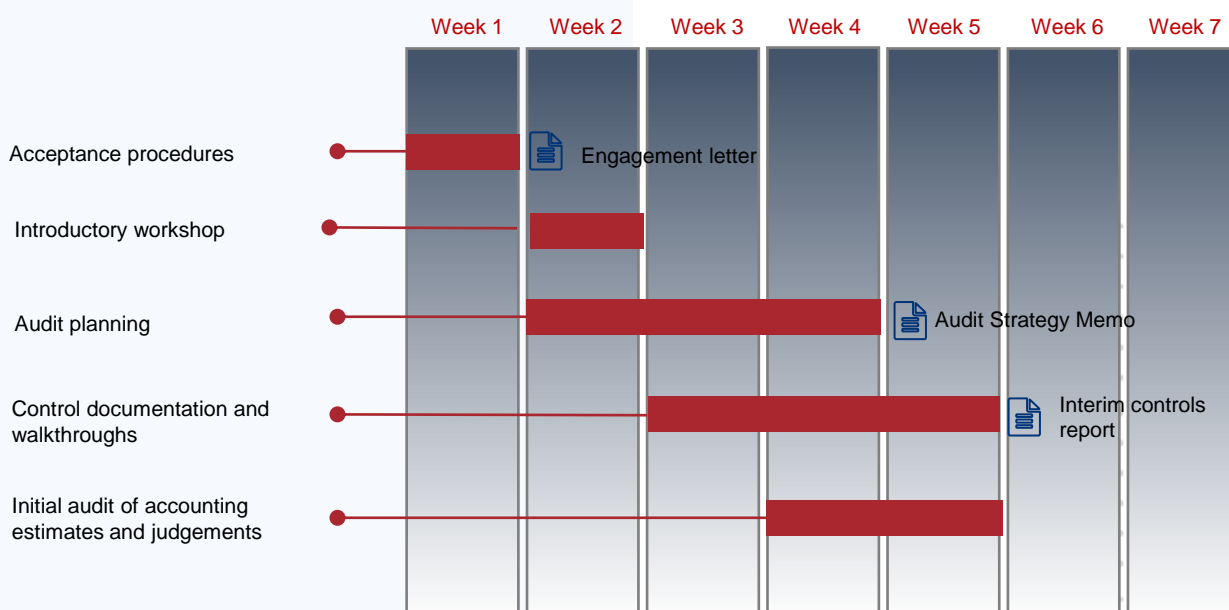 Week 1 Week 2 Week 3 Week 4 Week 5 Week 6 Week 7
Acceptance procedures
Engagement letter
Introductory workshop
Audit planning
Audit Strategy Memo
Control documentation and
walkthroughs
Interim controls
report
Initial audit of accounting
estimates and judgements